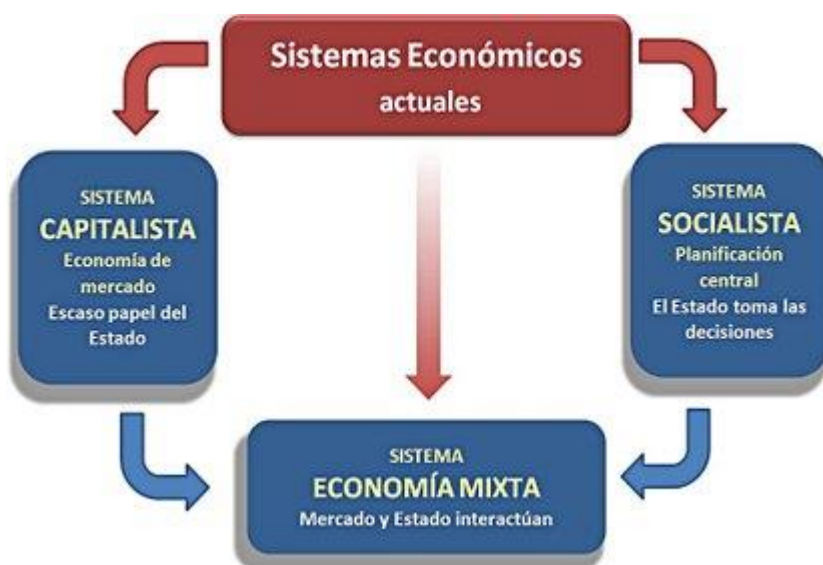 Sistemas Económicos
actuales
SISTEMA
CAPITALISTA
Economía de
mercado
Escaso papel del
Estado
SISTEMA
SOCIALISTA
Planificación
central
El Estado toma las
decisiones
SISTEMA
ECONOMÍA MIXTA
Mercado y Estado interactúan